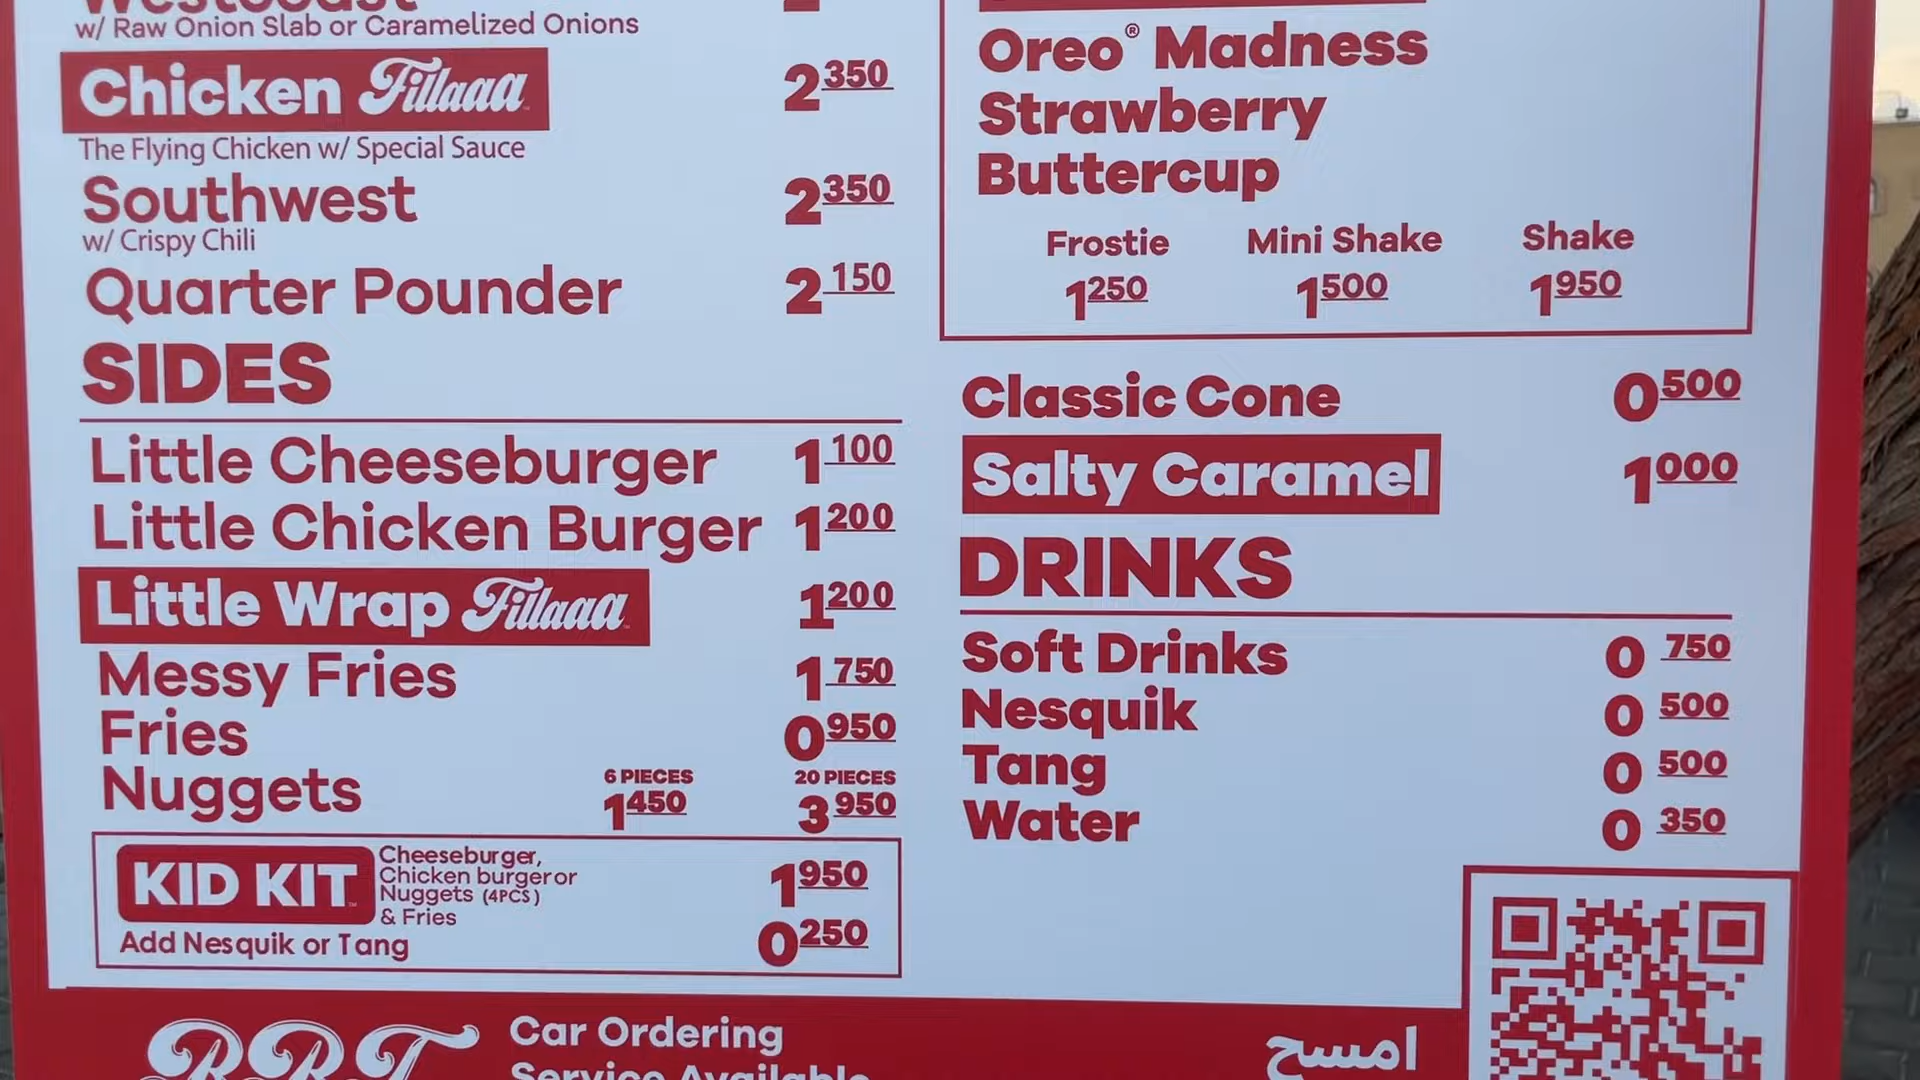 Westcoast
w/ Raw Onion Slab or Caramelized Onions
Chicken Fillaaa 2 350
The Flying Chicken w/ Special Sauce
Southwest 2 350
w/ Crispy Chili
Quarter Pounder 2 150
SIDES
Little Cheeseburger 1 100
Little Chicken Burger 1 200
Little Wrap Fillaaa 1 200
Messy Fries 1 750
Fries 0 950
6 PIECES 20 PIECES
Nuggets 1 450 3 950
KID KIT™ Cheeseburger,
Chicken burger or
Nuggets (4PCS)
& Fries 1 950
Add Nesquik or Tang 0 250
Oreo® Madness
Strawberry
Buttercup
Frostie Mini Shake Shake
1 250 1 500 1 950
Classic Cone 0 500
Salty Caramel 1 000
DRINKS
Soft Drinks 0 750
Nesquik 0 500
Tang 0 500
Water 0 350
BBT
Car Ordering
Service Available
امسح